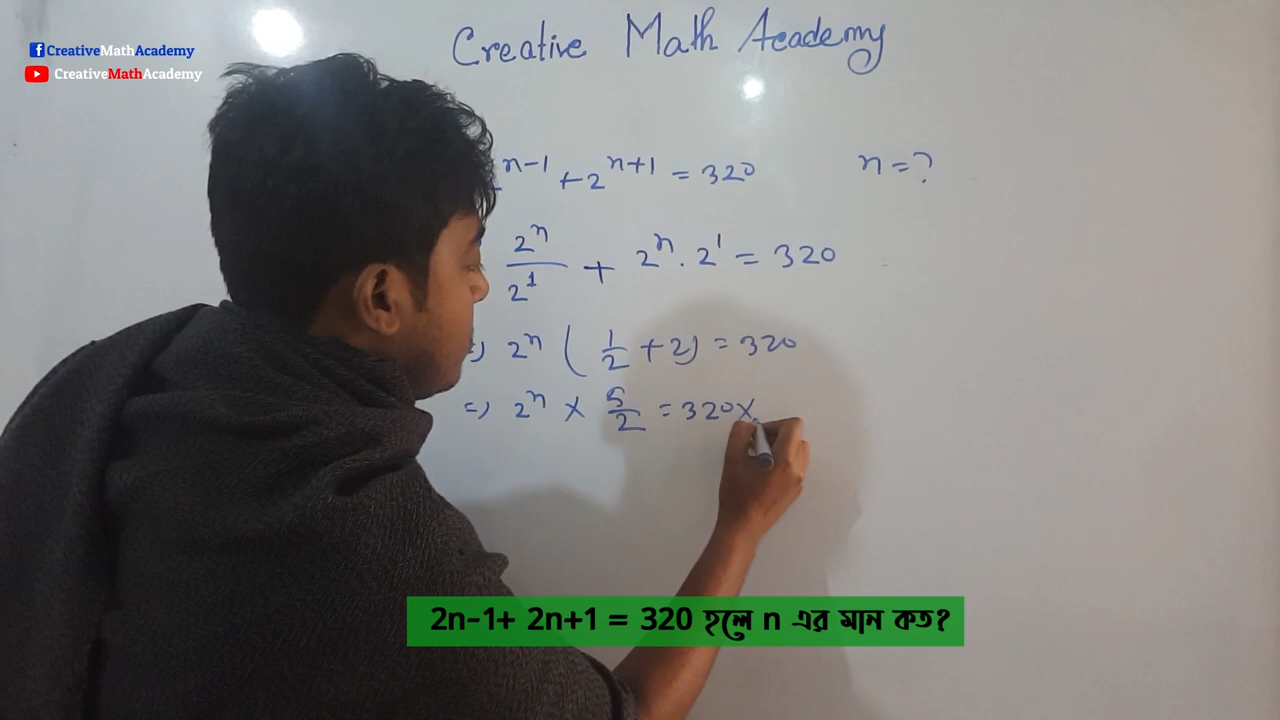 CreativeMathAcademy
CreativeMathAcademy
Creative Math Academy
n-1 + 2^{n+1} = 320 n = ?
2^n / 2^1 + 2^n . 2^1 = 320
=) 2^n ( 1/2 + 2) = 320
=) 2^n × 5/2 = 320×
2n-1+ 2n+1 = 320 হলে n এর মান কত?